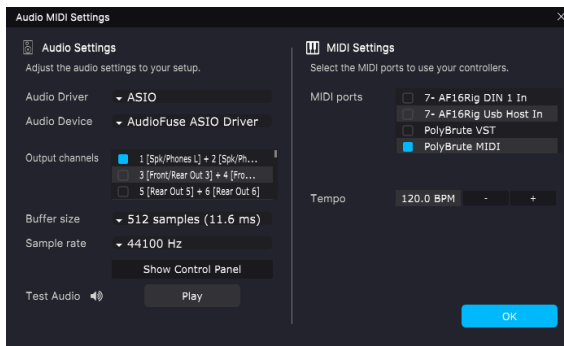 Audio MIDI Settings
Audio Settings
Adjust the audio settings to your setup.
Audio Driver ASIO
Audio Device AudioFuse ASIO Driver
Output channels 1 [Spk/Phones L] + 2 [Spk/Ph...
3 [Front/Rear Out 3] + 4 [Fro...
5 [Rear Out 5] + 6 [Rear Out 6]
Buffer size 512 samples (11.6 ms)
Sample rate 44100 Hz
Show Control Panel
Test Audio Play
MIDI Settings
Select the MIDI ports to use your controllers.
MIDI ports 7- AF16Rig DIN 1 In
7- AF16Rig Usb Host In
PolyBrute VST
PolyBrute MIDI
Tempo 120.0 BPM - +
OK